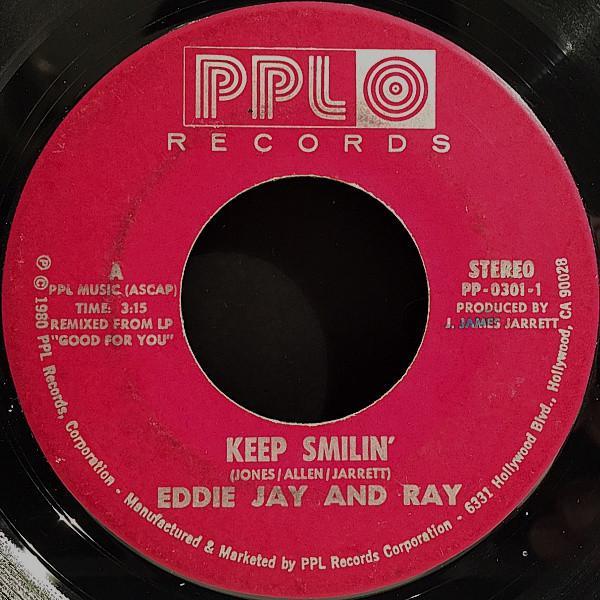 PPL
RECORDS
A
PPL MUSIC (ASCAP)
TIME: 3:15
REMIXED FROM LP
"GOOD FOR YOU"
STEREO
PP-0301-1
PRODUCED BY
J. JAMES JARRETT
KEEP SMILIN'
(JONES/ALLEN/JARRETT)
EDDIE JAY AND RAY
℗ © 1980 PPL Records, Corporation - Manufactured & Marketed by PPL Records Corporation - 6331 Hollywood Blvd., Hollywood, CA 90028